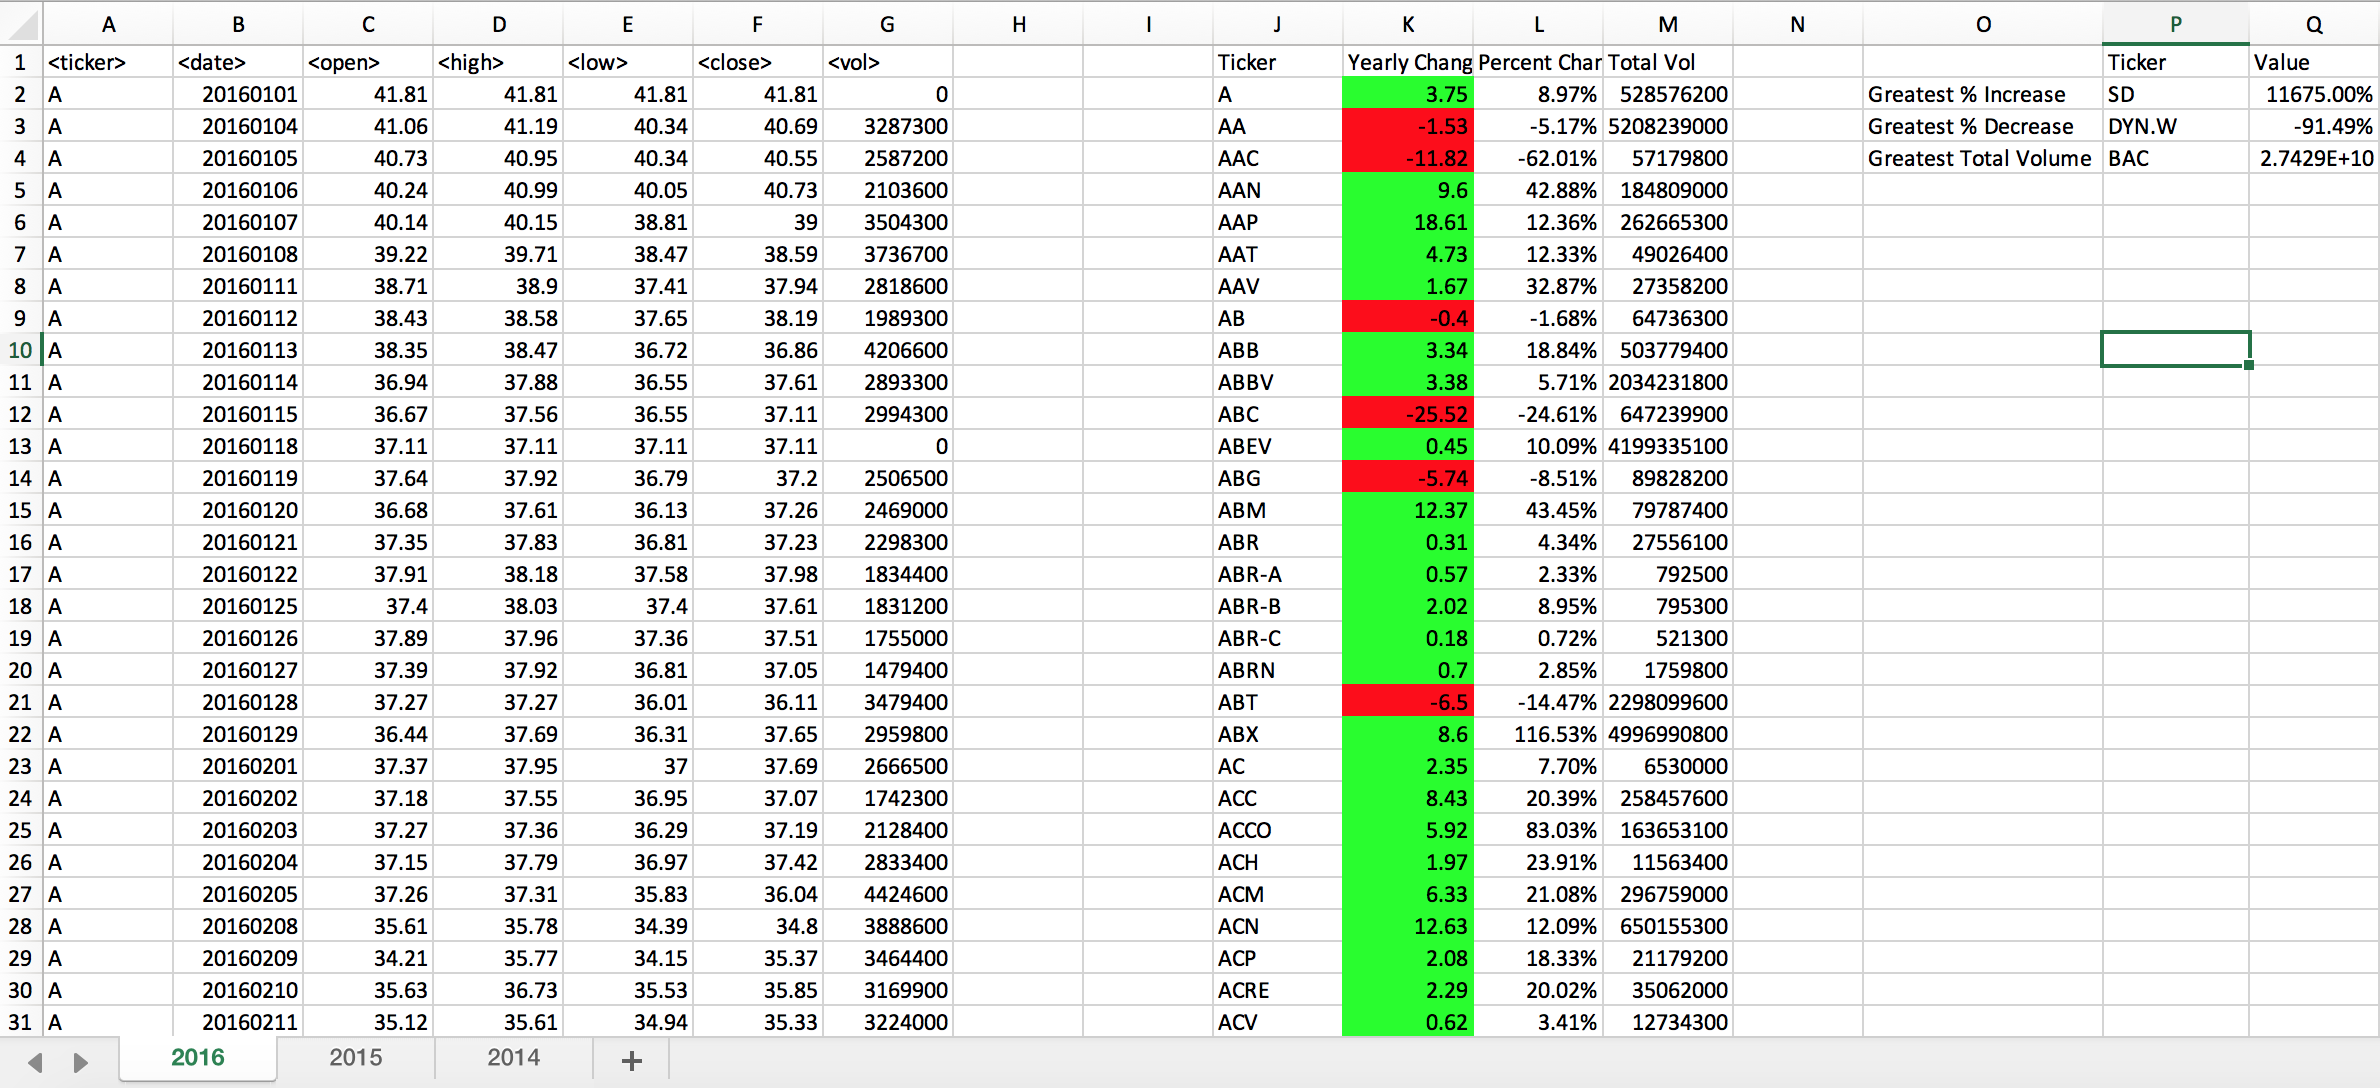 A B C D E F G H I J K L M N O P Q
1 <ticker> <date> <open> <high> <low> <close> <vol> Ticker Yearly Chang Percent Char Total Vol Ticker Value
2 A 20160101 41.81 41.81 41.81 41.81 0 A 3.75 8.97% 528576200 Greatest % Increase SD 11675.00%
3 A 20160104 41.06 41.19 40.34 40.69 3287300 AA -1.53 -5.17% 5208239000 Greatest % Decrease DYN.W -91.49%
4 A 20160105 40.73 40.95 40.34 40.55 2587200 AAC -11.82 -62.01% 57179800 Greatest Total Volume BAC 2.7429E+10
5 A 20160106 40.24 40.99 40.05 40.73 2103600 AAN 9.6 42.88% 184809000
6 A 20160107 40.14 40.15 38.81 39 3504300 AAP 18.61 12.36% 262665300
7 A 20160108 39.22 39.71 38.47 38.59 3736700 AAT 4.73 12.33% 49026400
8 A 20160111 38.71 38.9 37.41 37.94 2818600 AAV 1.67 32.87% 27358200
9 A 20160112 38.43 38.58 37.65 38.19 1989300 AB -0.4 -1.68% 64736300
10 A 20160113 38.35 38.47 36.72 36.86 4206600 ABB 3.34 18.84% 503779400
11 A 20160114 36.94 37.88 36.55 37.61 2893300 ABBV 3.38 5.71% 2034231800
12 A 20160115 36.67 37.56 36.55 37.11 2994300 ABC -25.52 -24.61% 647239900
13 A 20160118 37.11 37.11 37.11 37.11 0 ABEV 0.45 10.09% 4199335100
14 A 20160119 37.64 37.92 36.79 37.2 2506500 ABG -5.74 -8.51% 89828200
15 A 20160120 36.68 37.61 36.13 37.26 2469000 ABM 12.37 43.45% 79787400
16 A 20160121 37.35 37.83 36.81 37.23 2298300 ABR 0.31 4.34% 27556100
17 A 20160122 37.91 38.18 37.58 37.98 1834400 ABR-A 0.57 2.33% 792500
18 A 20160125 37.4 38.03 37.4 37.61 1831200 ABR-B 2.02 8.95% 795300
19 A 20160126 37.89 37.96 37.36 37.51 1755000 ABR-C 0.18 0.72% 521300
20 A 20160127 37.39 37.92 36.81 37.05 1479400 ABRN 0.7 2.85% 1759800
21 A 20160128 37.27 37.27 36.01 36.11 3479400 ABT -6.5 -14.47% 2298099600
22 A 20160129 36.44 37.69 36.31 37.65 2959800 ABX 8.6 116.53% 4996990800
23 A 20160201 37.37 37.95 37 37.69 2666500 AC 2.35 7.70% 6530000
24 A 20160202 37.18 37.55 36.95 37.07 1742300 ACC 8.43 20.39% 258457600
25 A 20160203 37.27 37.36 36.29 37.19 2128400 ACCO 5.92 83.03% 163653100
26 A 20160204 37.15 37.79 36.97 37.42 2833400 ACH 1.97 23.91% 11563400
27 A 20160205 37.26 37.31 35.83 36.04 4424600 ACM 6.33 21.08% 296759000
28 A 20160208 35.61 35.78 34.39 34.8 3888600 ACN 12.63 12.09% 650155300
29 A 20160209 34.21 35.77 34.15 35.37 3464400 ACP 2.08 18.33% 21179200
30 A 20160210 35.63 36.73 35.53 35.85 3169900 ACRE 2.29 20.02% 35062000
31 A 20160211 35.12 35.61 34.94 35.33 3224000 ACV 0.62 3.41% 12734300
2016 2015 2014 +